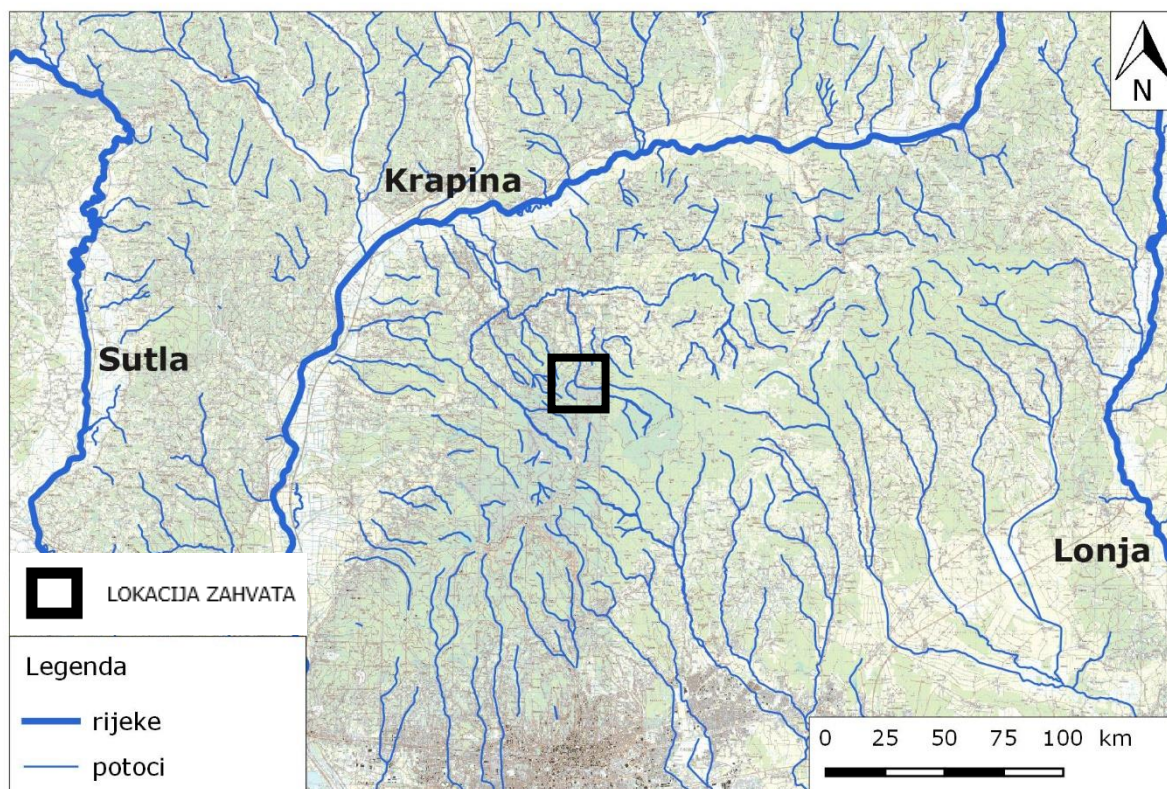 N
Krapina
Sutla
Lonja
LOKACIJA ZAHVATA
Legenda
rijeke
potoci
0 25 50 75 100 km